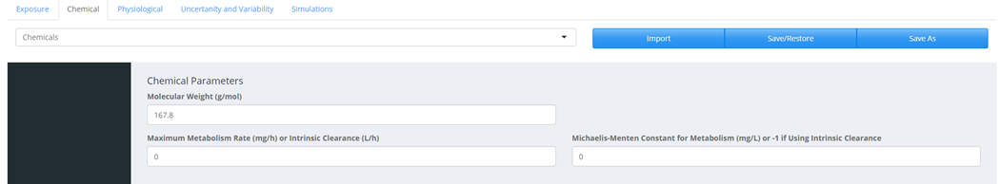 Exposure Chemical Physiological Uncertainty and Variability Simulations
Chemicals Import Save/Restore Save As
Chemical Parameters
Molecular Weight (g/mol)
167.8
Maximum Metabolism Rate (mg/h) or Intrinsic Clearance (L/h) Michaelis-Menten Constant for Metabolism (mg/L) or -1 if Using Intrinsic Clearance
0 0